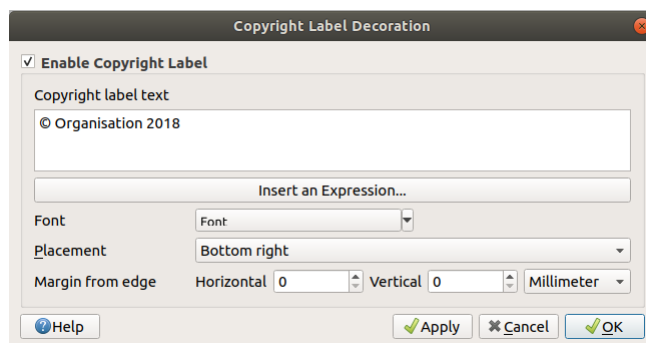 Copyright Label Decoration
Enable Copyright Label
Copyright label text
© Organisation 2018
Insert an Expression...
Font Font
Placement Bottom right
Margin from edge Horizontal 0 Vertical 0 Millimeter
Help Apply Cancel OK